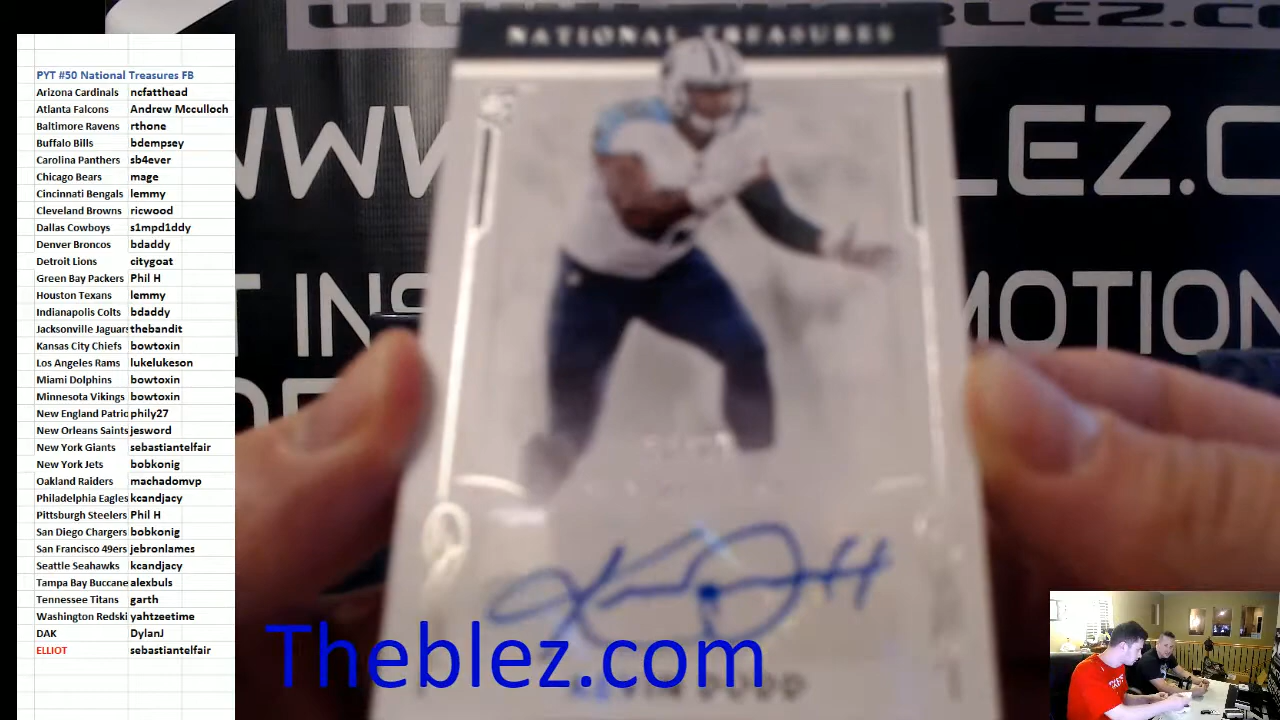 PYT #50 National Treasures FB
Arizona Cardinals ncfatthead
Atlanta Falcons Andrew Mcculloch
Baltimore Ravens rthone
Buffalo Bills bdempsey
Carolina Panthers sb4ever
Chicago Bears mage
Cincinnati Bengals lemmy
Cleveland Browns ricwood
Dallas Cowboys s1mpd1ddy
Denver Broncos bdaddy
Detroit Lions citygoat
Green Bay Packers Phil H
Houston Texans lemmy
Indianapolis Colts bdaddy
Jacksonville Jaguars thebandit
Kansas City Chiefs bowtoxin
Los Angeles Rams lukelukeson
Miami Dolphins bowtoxin
Minnesota Vikings bowtoxin
New England Patrio phily27
New Orleans Saints jesword
New York Giants sebastiantelfair
New York Jets bobkonig
Oakland Raiders machadomvp
Philadelphia Eagles kcandjacy
Pittsburgh Steelers Phil H
San Diego Chargers bobkonig
San Francisco 49ers jebronlames
Seattle Seahawks kcandjacy
Tampa Bay Buccane alexbuls
Tennessee Titans garth
Washington Redski yahtzeetime
DAK DylanJ
ELLIOT sebastiantelfair
NATIONAL TREASURES
LEZ.C
Theblez.com
DODD